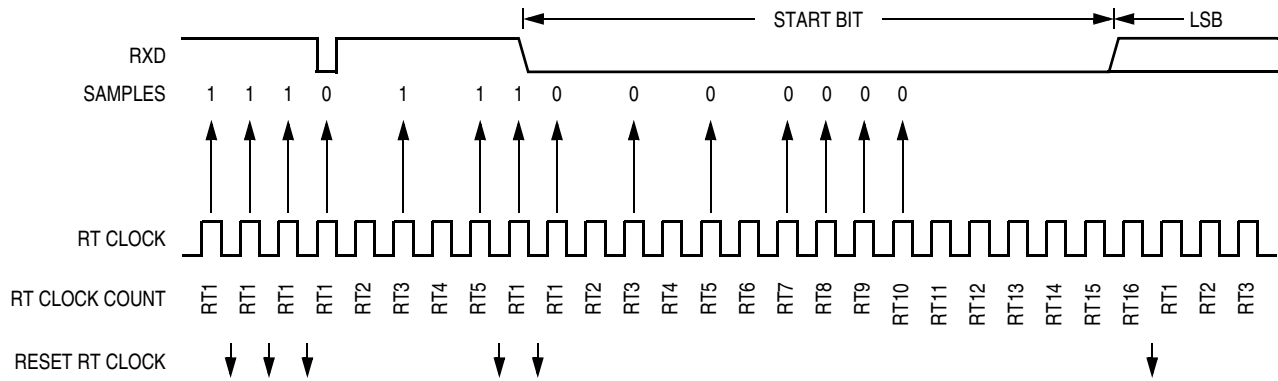 START BIT LSB
RXD
SAMPLES 1 1 1 0 1 1 1 0 0 0 0 0 0 0
RT CLOCK
RT CLOCK COUNT RT1 RT1 RT1 RT1 RT2 RT3 RT4 RT5 RT1 RT1 RT2 RT3 RT4 RT5 RT6 RT7 RT8 RT9 RT10 RT11 RT12 RT13 RT14 RT15 RT16 RT1 RT2 RT3
RESET RT CLOCK